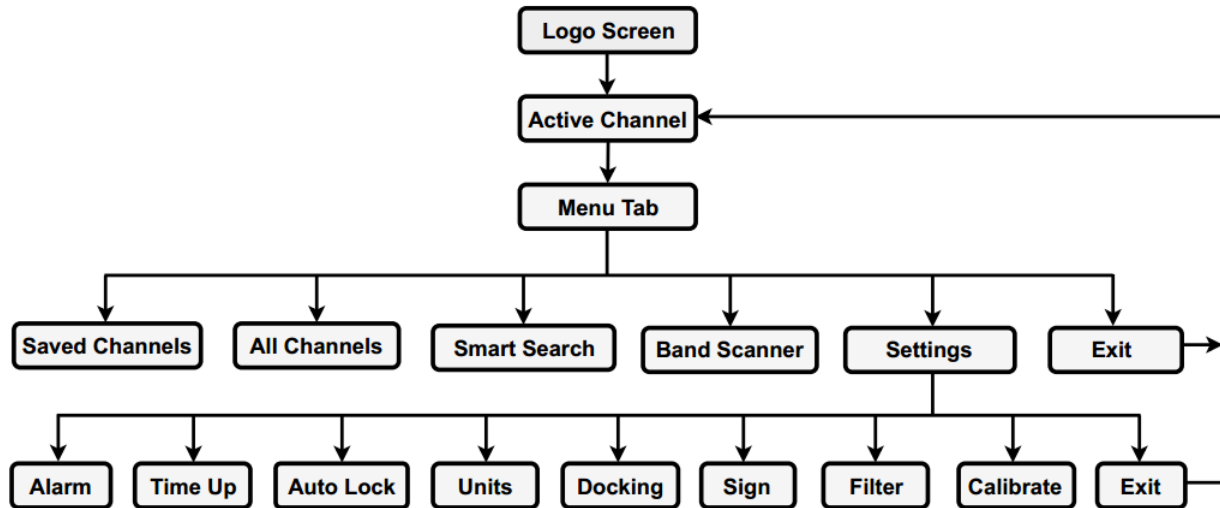 Logo Screen
Active Channel
Menu Tab
Saved Channels
All Channels
Smart Search
Band Scanner
Settings
Exit
Alarm
Time Up
Auto Lock
Units
Docking
Sign
Filter
Calibrate
Exit